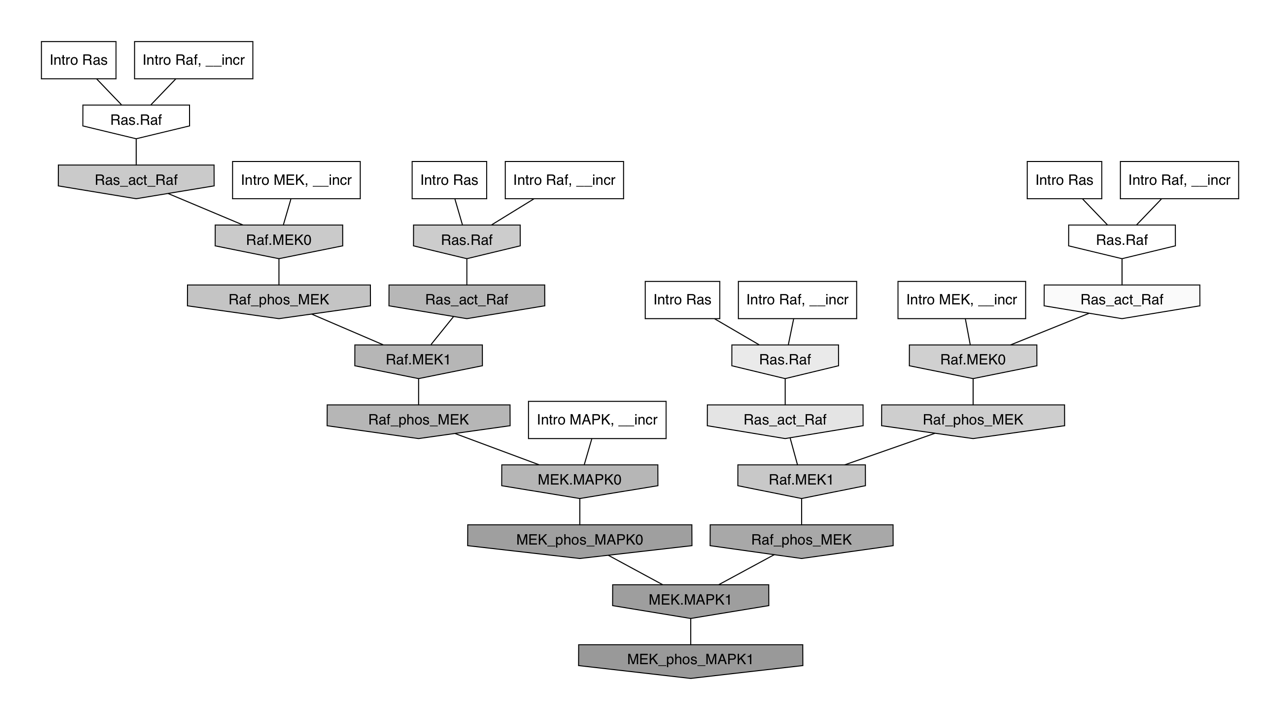 Intro Ras
Intro Raf, __incr
Ras.Raf
Ras_act_Raf
Intro MEK, __incr
Intro Ras
Intro Raf, __incr
Intro Ras
Intro Raf, __incr
Raf.MEK0
Ras.Raf
Ras.Raf
Raf_phos_MEK
Ras_act_Raf
Intro Ras
Intro Raf, __incr
Intro MEK, __incr
Ras_act_Raf
Raf.MEK1
Ras.Raf
Raf.MEK0
Raf_phos_MEK
Intro MAPK, __incr
Ras_act_Raf
Raf_phos_MEK
MEK.MAPK0
Raf.MEK1
MEK_phos_MAPK0
Raf_phos_MEK
MEK.MAPK1
MEK_phos_MAPK1